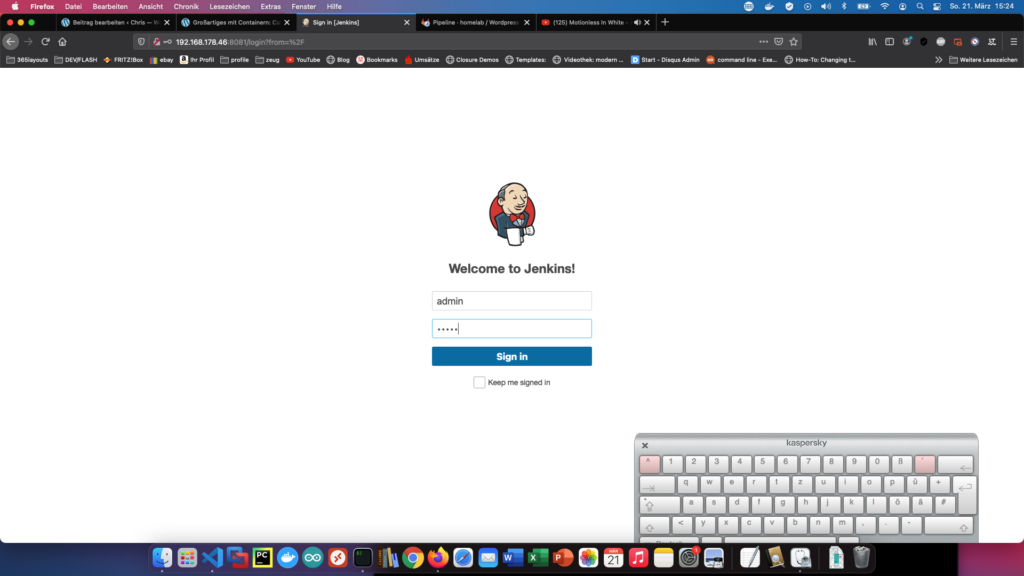 Firefox Datei Bearbeiten Ansicht Chronik Lesezeichen Extras Fenster Hilfe So. 21. März 15:24
Beitrag bearbeiten ‹ Chris — W Großartiges mit Containern: Co Sign in [Jenkins] Pipeline - homelab / Wordpress (125) Motionless In White -
192.168.178.46:8081/login?from=%2F
365layouts DEV/FLASH FRITZ!Box ebay Ihr Profil profile zeug YouTube Blog Bookmarks Umsätze Closure Demos Templates: Videothek: modern ... Start - Disqus Admin command line - Exe... How-To: Changing t... Weitere Lesezeichen
Welcome to Jenkins!
admin
Sign in
Keep me signed in
kaspersky
^ 1 2 3 4 5 6 7 8 9 0 ß ´
q w e r t z u i o p ü +
a s d f g h j k l ö ä #
< y x c v b n m , . -
21